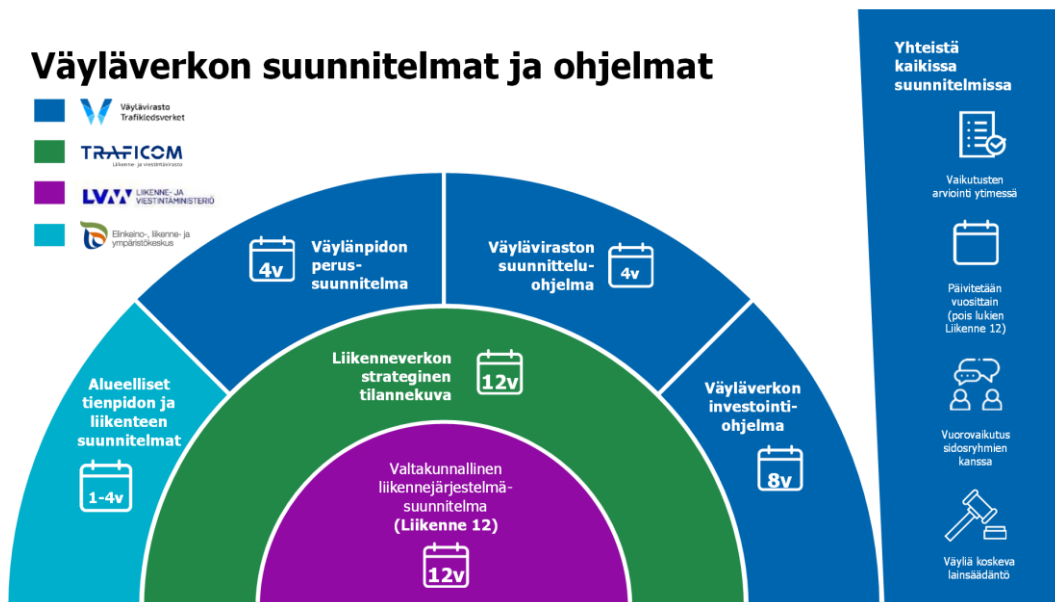 Väyläverkon suunnitelmat ja ohjelmat
Väylävirasto
Trafikledsverket
TRAFICOM
Liikenne- ja viestintävirasto
LVM
LIIKENNE- JA
VIESTINTÄMINISTERIÖ
Elinkeino-, liikenne- ja
ympäristökeskus
Alueelliset
tienpidon ja
liikenteen
suunnitelmat
1-4v
4v
Väylänpidon
perus-
suunnitelma
Väyläviraston
suunnittelu-
ohjelma
4v
Väyläverkon
investointi-
ohjelma
8v
Liikenneverkon
strateginen
tilannekuva
12v
Valtakunnallinen
liikennejärjestelmä-
suunnitelma
(Liikenne 12)
12v
Yhteistä
kaikissa
suunnitelmissa
Vaikutusten
arviointi ytimessä
Päivitetään
vuosittain
(pois lukien
Liikenne 12)
Vuorovaikutus
sidosryhmien
kanssa
Väyliä koskeva
lainsäädäntö